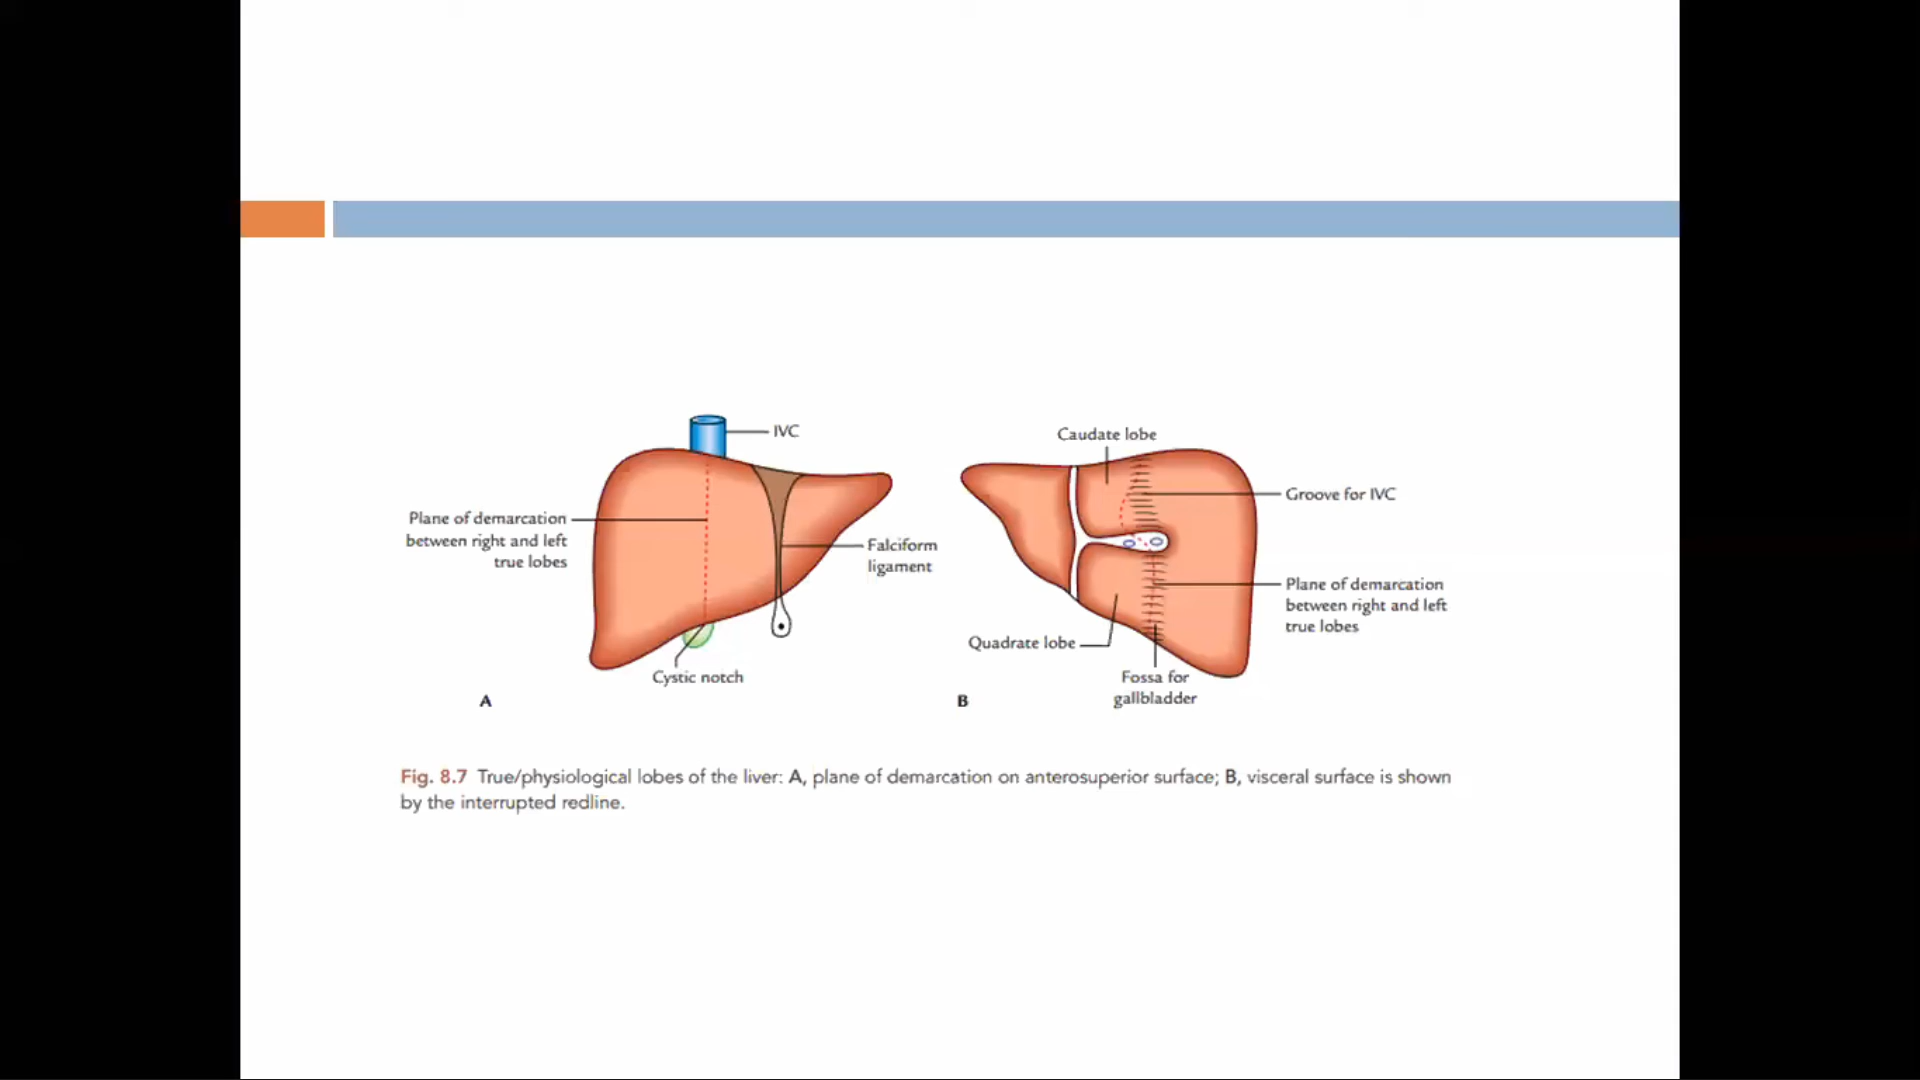 IVC
Plane of demarcation
between right and left
true lobes
Falciform
ligament
Cystic notch
A
Caudate lobe
Groove for IVC
Plane of demarcation
between right and left
true lobes
Quadrate lobe
Fossa for
gallbladder
B
Fig. 8.7 True/physiological lobes of the liver: A, plane of demarcation on anterosuperior surface; B, visceral surface is shown
by the interrupted redline.